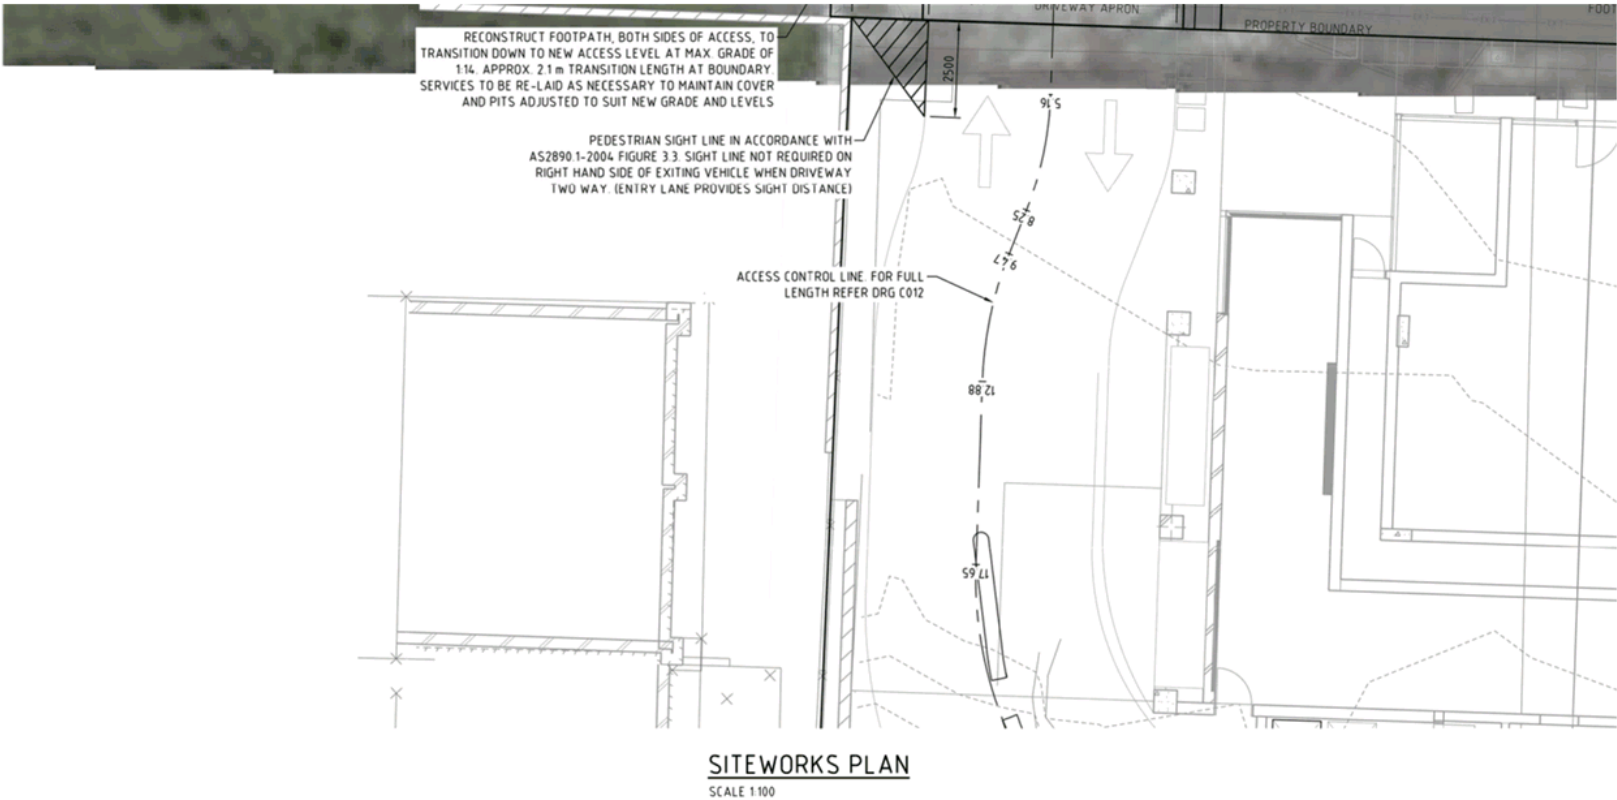 DRIVEWAY APRON
FOOT
PROPERTY BOUNDARY
RECONSTRUCT FOOTPATH, BOTH SIDES OF ACCESS, TO
TRANSITION DOWN TO NEW ACCESS LEVEL AT MAX. GRADE OF
1:14. APPROX. 2.1 m TRANSITION LENGTH AT BOUNDARY.
SERVICES TO BE RE-LAID AS NECESSARY TO MAINTAIN COVER
AND PITS ADJUSTED TO SUIT NEW GRADE AND LEVELS
2500
5.16
PEDESTRIAN SIGHT LINE IN ACCORDANCE WITH
AS2890.1-2004 FIGURE 3.3. SIGHT LINE NOT REQUIRED ON
RIGHT HAND SIDE OF EXITING VEHICLE WHEN DRIVEWAY
TWO WAY. (ENTRY LANE PROVIDES SIGHT DISTANCE)
8.25
9.47
ACCESS CONTROL LINE. FOR FULL
LENGTH REFER DRG C012
12.88
17.65
SITEWORKS PLAN
SCALE 1:100